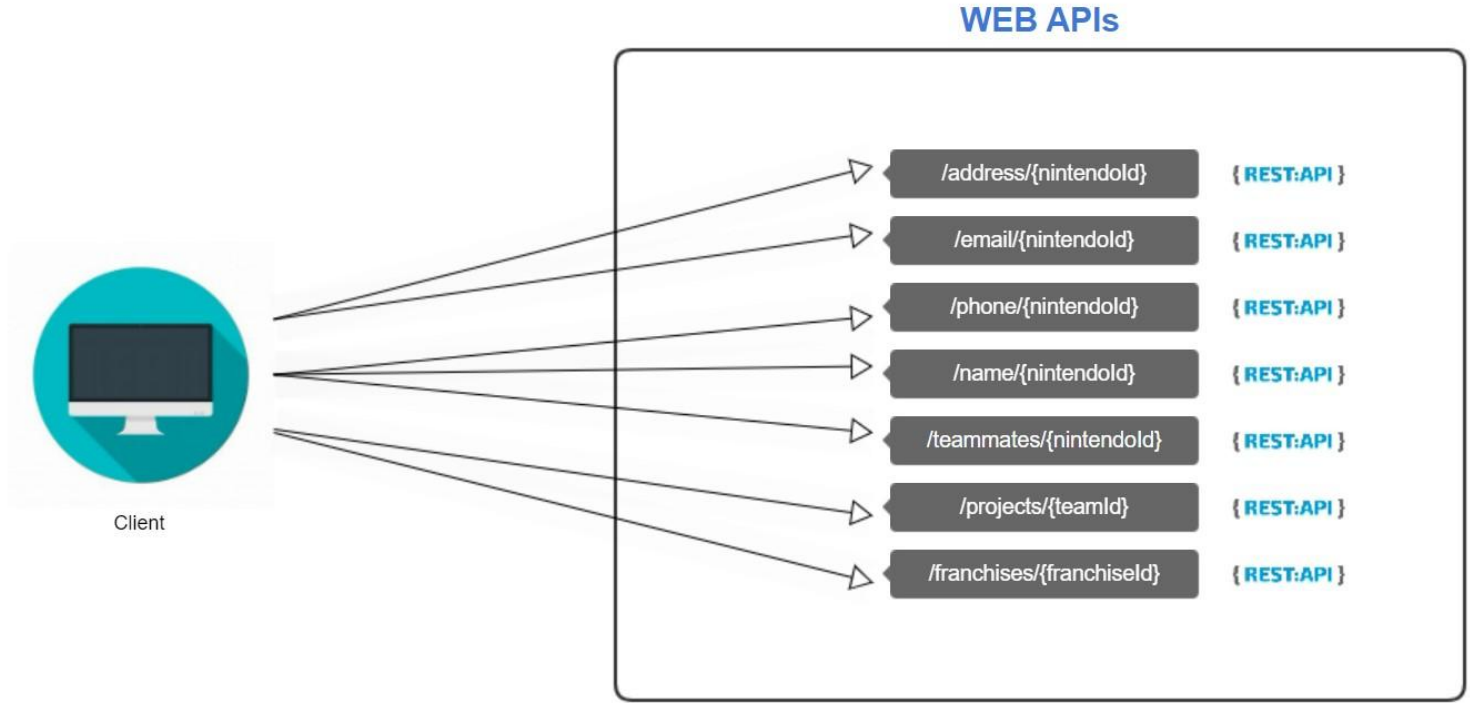 WEB APIs
/address/{nintendoId} { REST:API }
/email/{nintendoId} { REST:API }
/phone/{nintendoId} { REST:API }
/name/{nintendoId} { REST:API }
/teammates/{nintendoId} { REST:API }
/projects/{teamId} { REST:API }
/franchises/{franchiseId} { REST:API }
Client